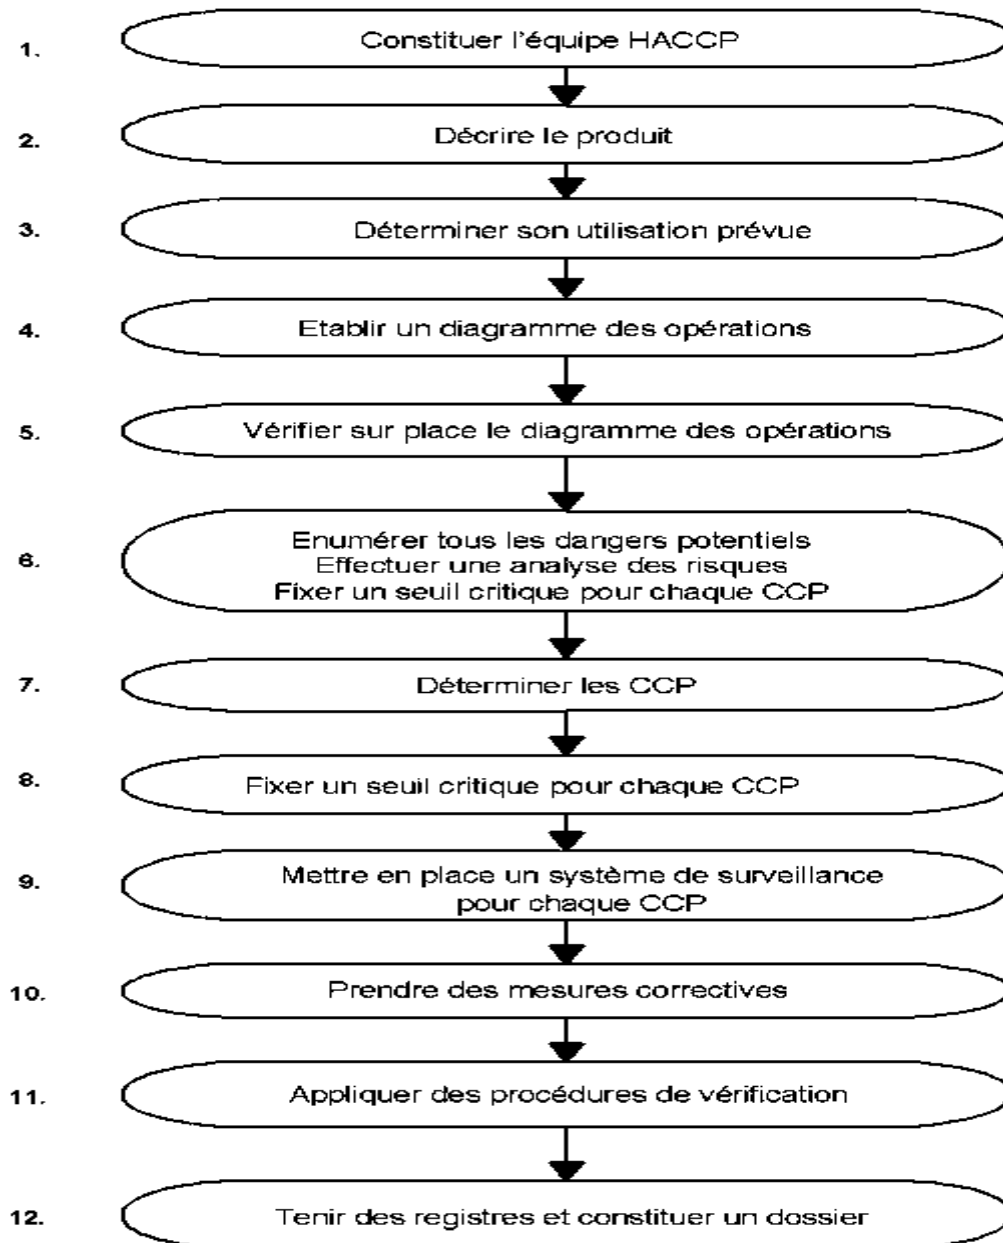 1. Constituer l'équipe HACCP
2. Décrire le produit
3. Déterminer son utilisation prévue
4. Etablir un diagramme des opérations
5. Vérifier sur place le diagramme des opérations
6. Enumérer tous les dangers potentiels
Effectuer une analyse des risques
Fixer un seuil critique pour chaque CCP
7. Déterminer les CCP
8. Fixer un seuil critique pour chaque CCP
9. Mettre en place un système de surveillance
pour chaque CCP
10. Prendre des mesures correctives
11. Appliquer des procédures de vérification
12. Tenir des registres et constituer un dossier